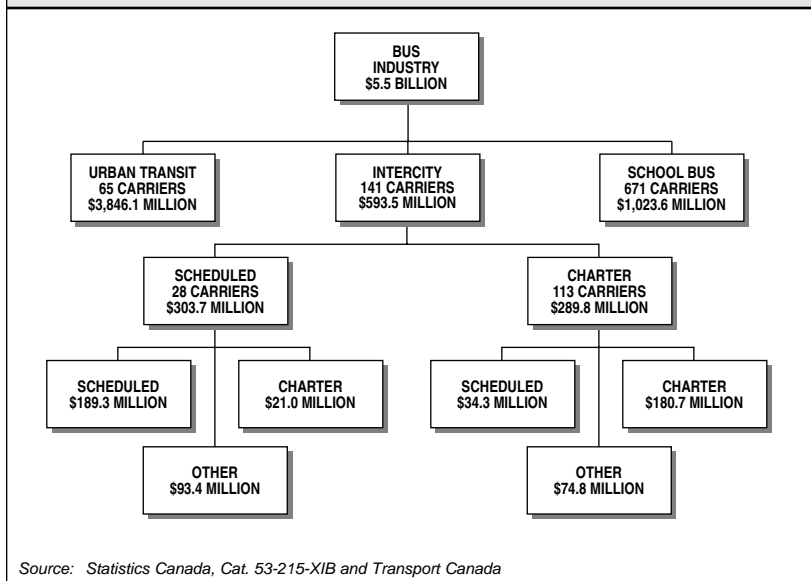 BUS
INDUSTRY
$5.5 BILLION
URBAN TRANSIT
65 CARRIERS
$3,846.1 MILLION
INTERCITY
141 CARRIERS
$593.5 MILLION
SCHOOL BUS
671 CARRIERS
$1,023.6 MILLION
SCHEDULED
28 CARRIERS
$303.7 MILLION
CHARTER
113 CARRIERS
$289.8 MILLION
SCHEDULED
$189.3 MILLION
CHARTER
$21.0 MILLION
SCHEDULED
$34.3 MILLION
CHARTER
$180.7 MILLION
OTHER
$93.4 MILLION
OTHER
$74.8 MILLION
Source: Statistics Canada, Cat. 53-215-XIB and Transport Canada